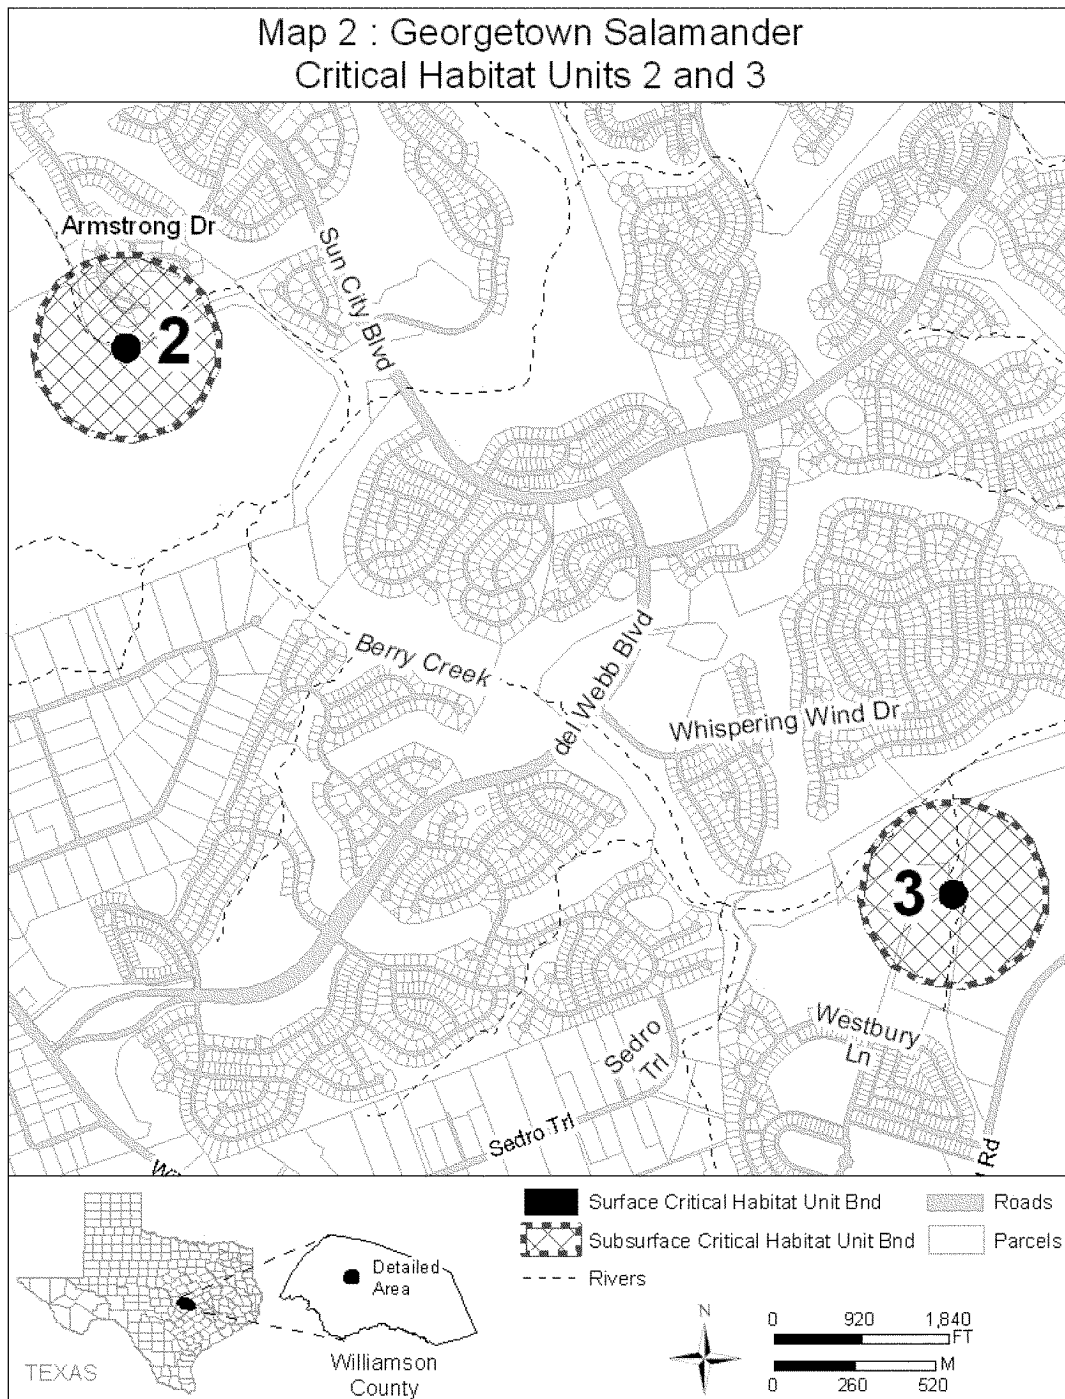 Map 2 : Georgetown Salamander
Critical Habitat Units 2 and 3
Armstrong Dr
Sun City Blvd
2
Berry Creek
del Webb Blvd
Whispering Wind Dr
3
Westbury
Ln
Sedro
Trl
Sedro Trl
Rd
Surface Critical Habitat Unit Bnd
Roads
Subsurface Critical Habitat Unit Bnd
Parcels
Rivers
Detailed
Area
N
0 920 1,840
FT
M
0 260 520
TEXAS
Williamson
County